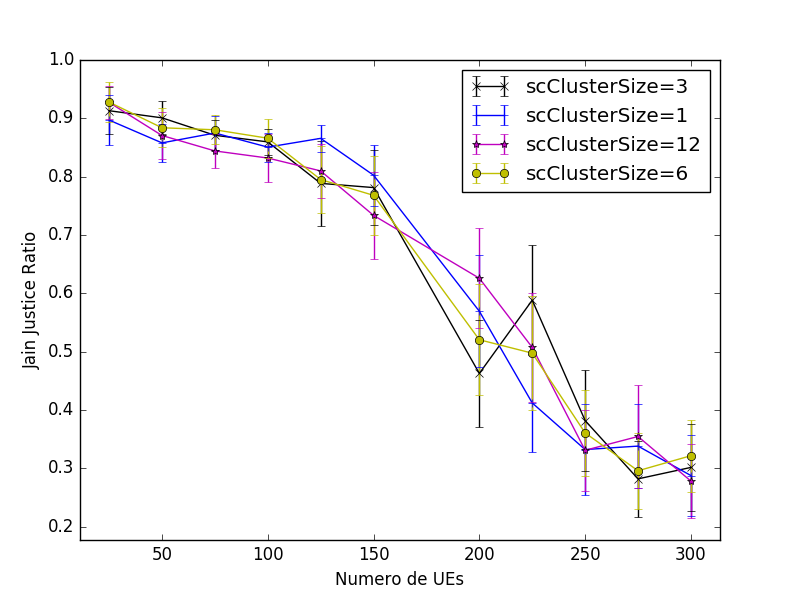 1.0
0.9
0.8
0.7
0.6
0.5
0.4
0.3
0.2
Jain Justice Ratio
scClusterSize=3
scClusterSize=1
scClusterSize=12
scClusterSize=6
50 100 150 200 250 300
Numero de UEs